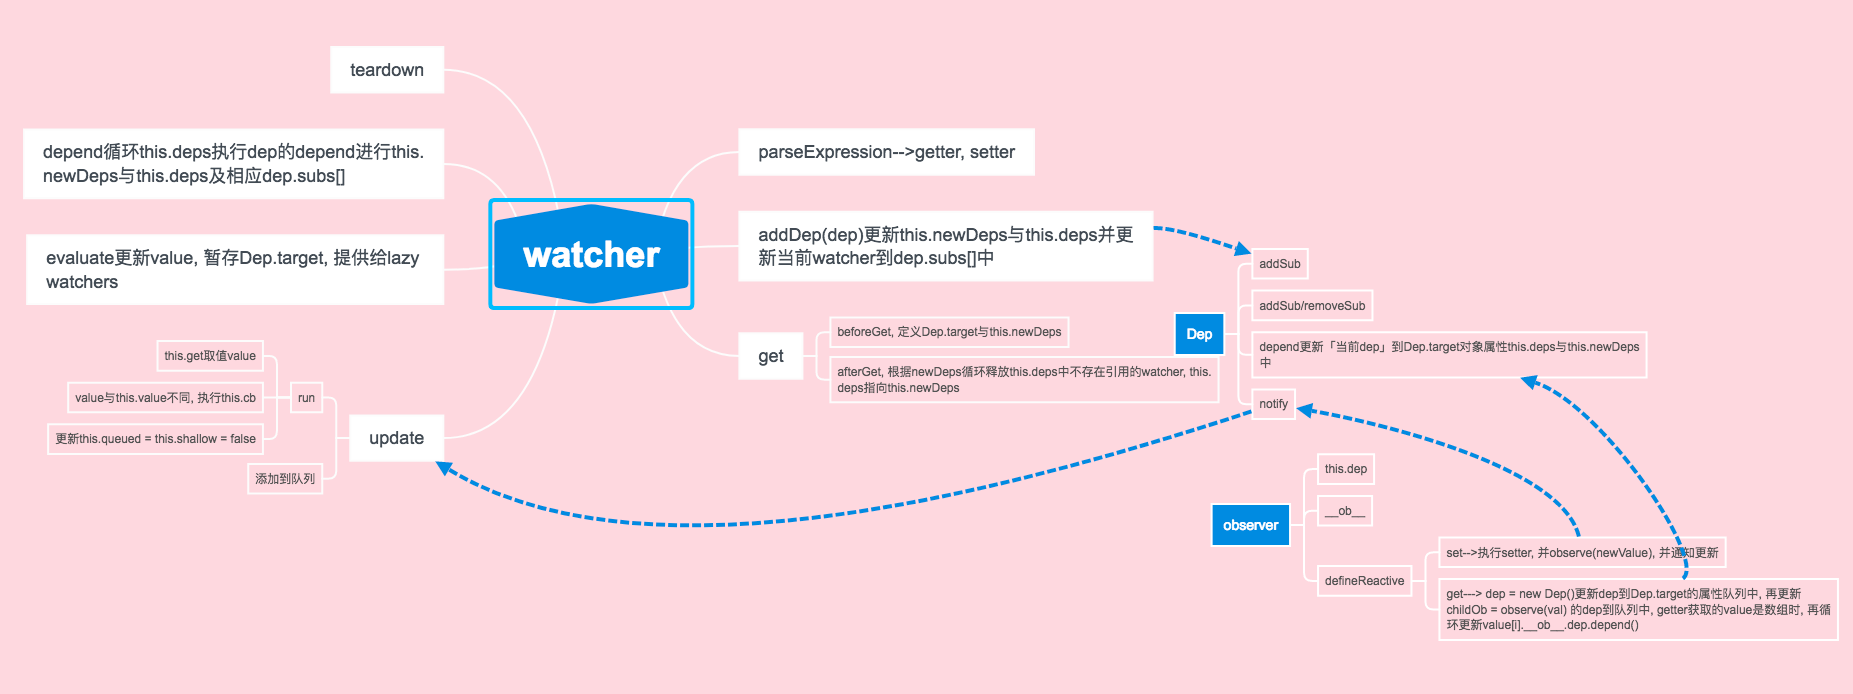 teardown
depend循环this.deps执行dep的depend进行this.
newDeps与this.deps及相应dep.subs[]
evaluate更新value, 暂存Dep.target, 提供给lazy
watchers
this.get取值value
value与this.value不同, 执行this.cb
更新this.queued = this.shallow = false
run
添加到队列
update
watcher
parseExpression-->getter, setter
addDep(dep)更新this.newDeps与this.deps并更
新当前watcher到dep.subs[]中
get
beforeGet, 定义Dep.target与this.newDeps
afterGet, 根据newDeps循环释放this.deps中不存在引用的watcher, this.
deps指向this.newDeps
Dep
addSub
addSub/removeSub
depend更新「当前dep」到Dep.target对象属性this.deps与this.newDeps
中
notify
observer
this.dep
__ob__
defineReactive
set-->执行setter, 并observe(newValue), 并通知更新
get---> dep = new Dep()更新dep到Dep.target的属性队列中, 再更新
childOb = observe(val) 的dep到队列中, getter获取的value是数组时, 再循
环更新value[i].__ob__.dep.depend()